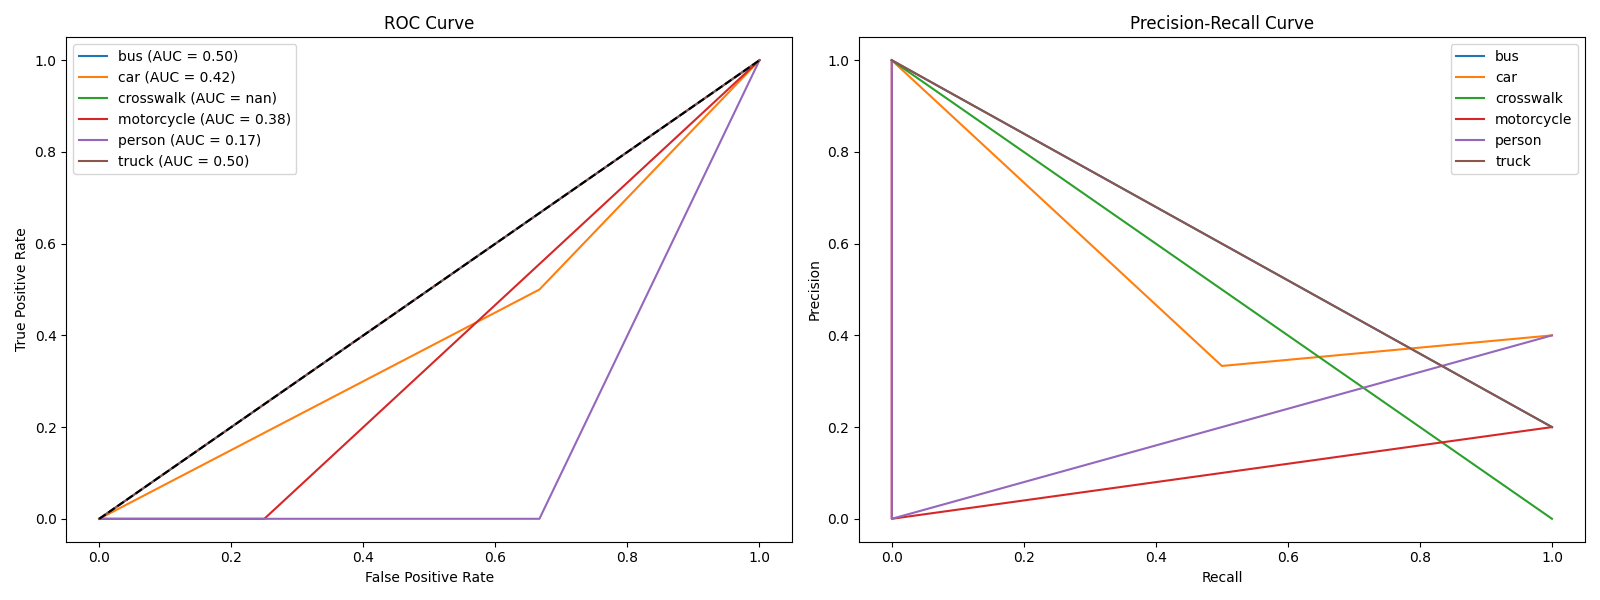 ROC Curve
bus (AUC = 0.50)
car (AUC = 0.42)
crosswalk (AUC = nan)
motorcycle (AUC = 0.38)
person (AUC = 0.17)
truck (AUC = 0.50)
True Positive Rate
1.0
0.8
0.6
0.4
0.2
0.0
0.0 0.2 0.4 0.6 0.8 1.0
False Positive Rate
Precision-Recall Curve
bus
car
crosswalk
motorcycle
person
truck
Precision
1.0
0.8
0.6
0.4
0.2
0.0
0.0 0.2 0.4 0.6 0.8 1.0
Recall